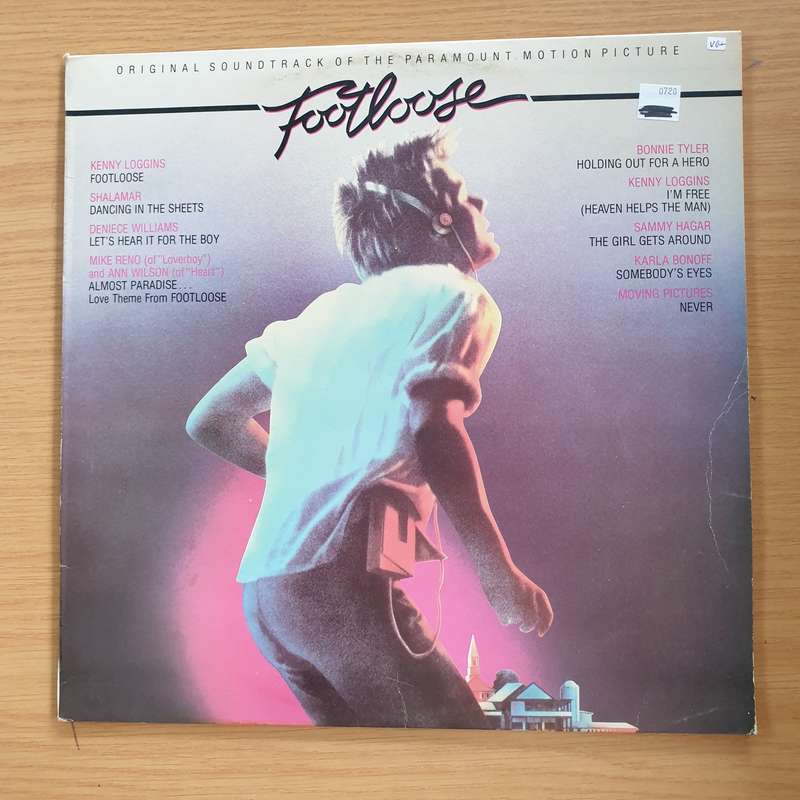 ORIGINAL SOUNDTRACK OF THE PARAMOUNT MOTION PICTURE
VG+
Footloose
0720
KENNY LOGGINS
FOOTLOOSE
SHALAMAR
DANCING IN THE SHEETS
DENIECE WILLIAMS
LET'S HEAR IT FOR THE BOY
MIKE RENO (of "Loverboy")
and ANN WILSON (of "Heart")
ALMOST PARADISE...
Love Theme From FOOTLOOSE
BONNIE TYLER
HOLDING OUT FOR A HERO
KENNY LOGGINS
I'M FREE
(HEAVEN HELPS THE MAN)
SAMMY HAGAR
THE GIRL GETS AROUND
KARLA BONOFF
SOMEBODY'S EYES
MOVING PICTURES
NEVER